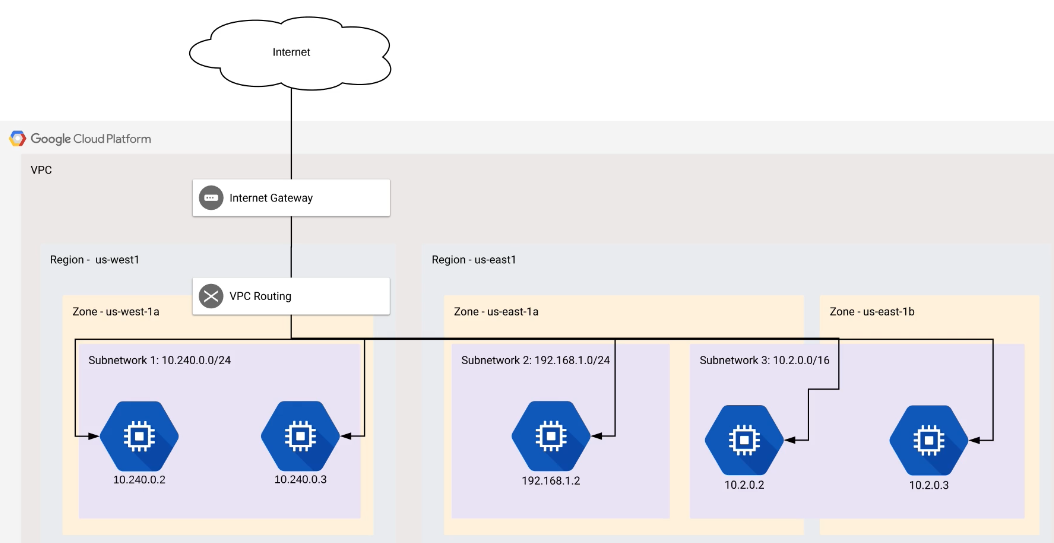 Internet
Google Cloud Platform
VPC
Internet Gateway
Region - us-west1
Region - us-east1
VPC Routing
Zone - us-west-1a
Zone - us-east-1a
Zone - us-east-1b
Subnetwork 1: 10.240.0.0/24
Subnetwork 2: 192.168.1.0/24
Subnetwork 3: 10.2.0.0/16
10.240.0.2
10.240.0.3
192.168.1.2
10.2.0.2
10.2.0.3